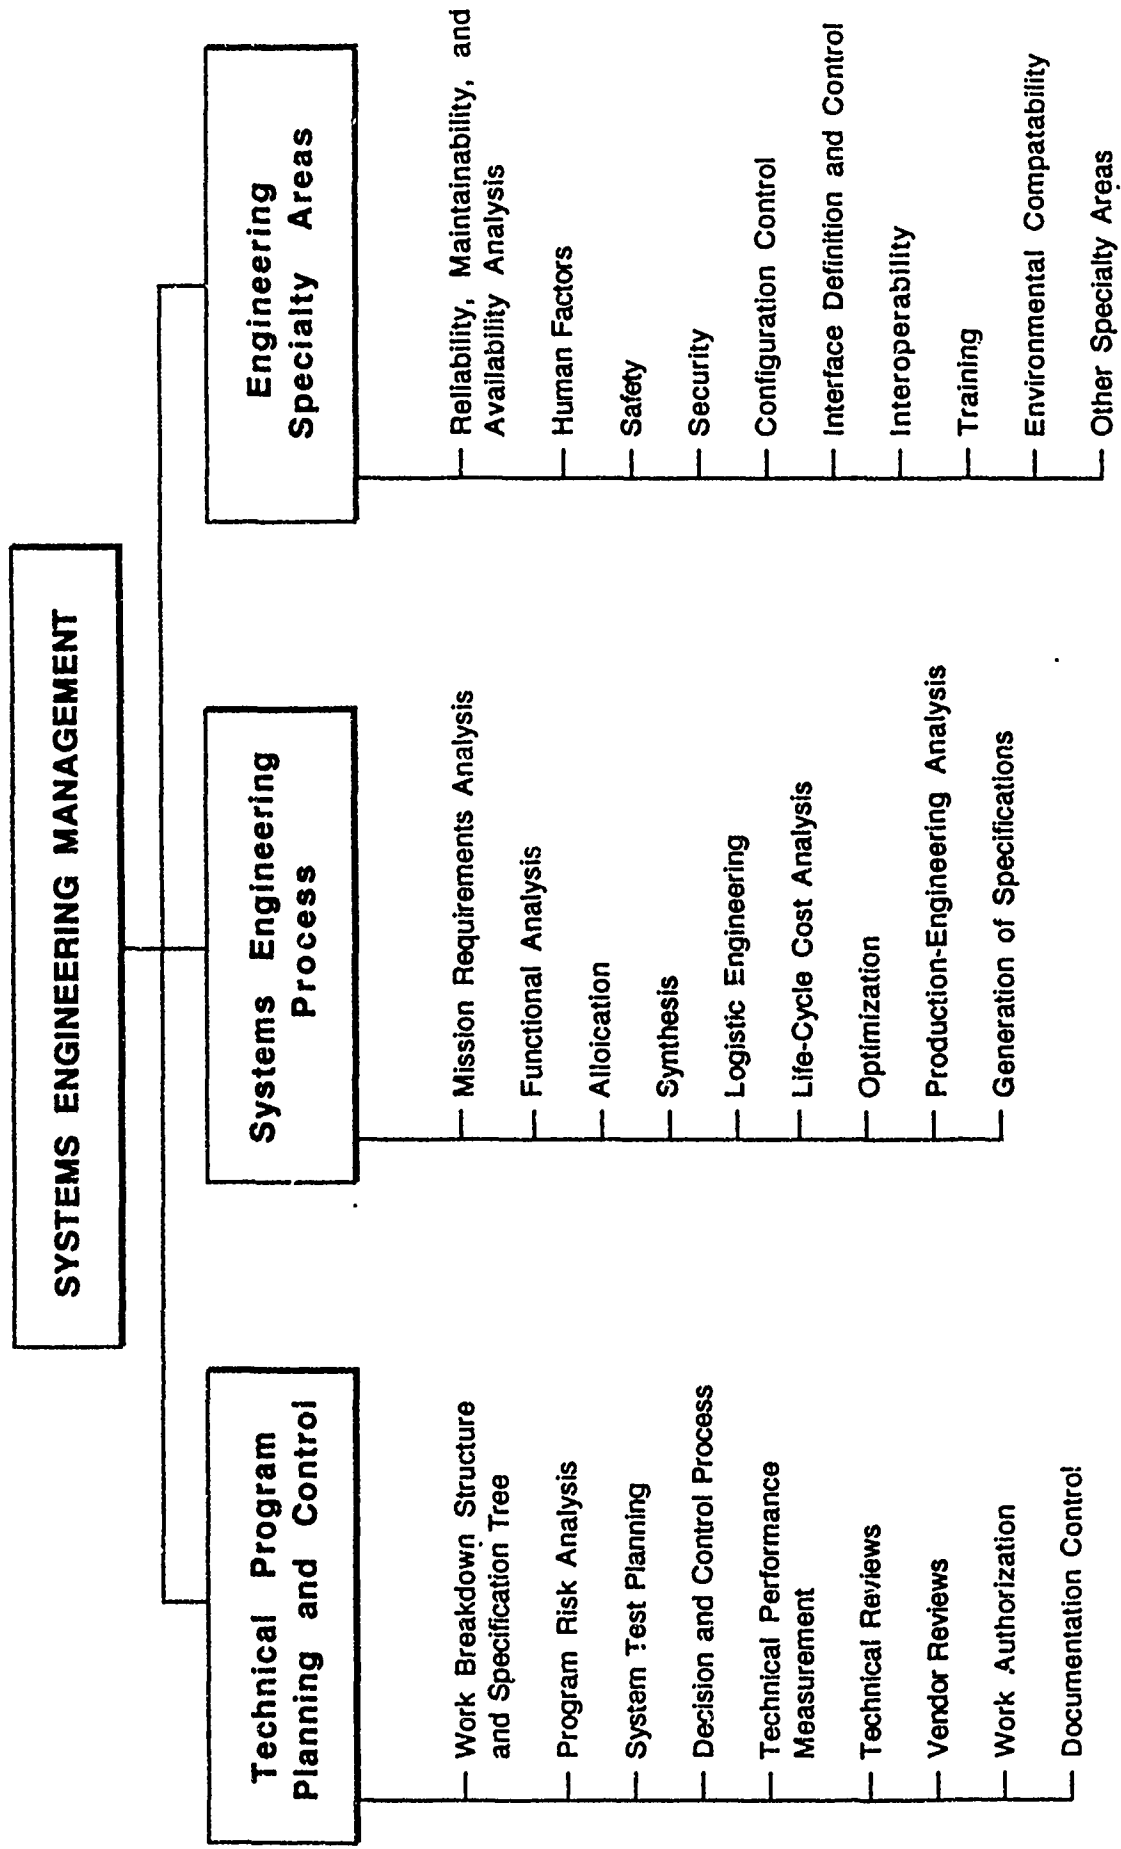 SYSTEMS ENGINEERING MANAGEMENT
Technical Program
Planning and Control
Work Breakdown Structure
and Specification Tree
Program Risk Analysis
System Test Planning
Decision and Control Process
Technical Performance
Measurement
Technical Reviews
Vendor Reviews
Work Authorization
Documentation Control
Systems Engineering
Process
Mission Requirements Analysis
Functional Analysis
Alloication
Synthesis
Logistic Engineering
Life-Cycle Cost Analysis
Optimization
Production-Engineering Analysis
Generation of Specifications
Engineering
Specialty Areas
Reliability, Maintainability, and
Availability Analysis
Human Factors
Safety
Security
Configuration Control
Interface Definition and Control
Interoperability
Training
Environmental Compatability
Other Specialty Areas